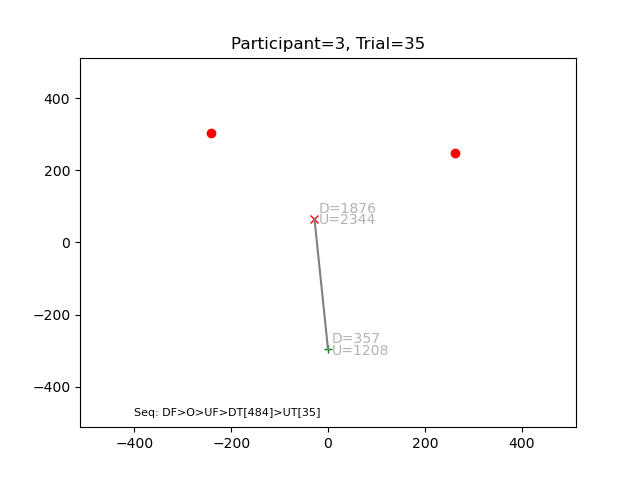 Participant=3, Trial=35
400
200
0
−200
−400
D=1876
U=2344
D=357
U=1208
Seq: DF>O>UF>DT[484]>UT[35]
−400
−200
0
200
400